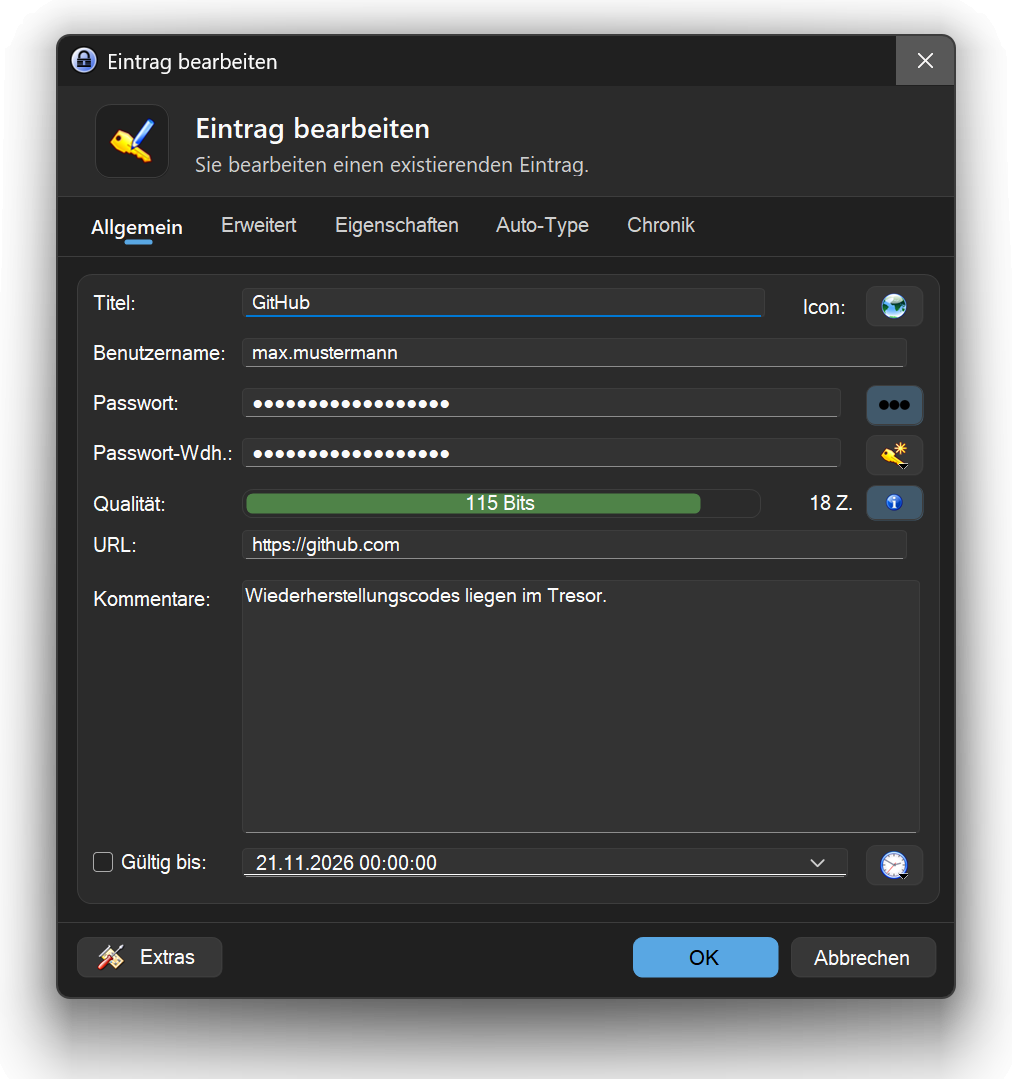 Eintrag bearbeiten
Eintrag bearbeiten
Sie bearbeiten einen existierenden Eintrag.
Allgemein Erweitert Eigenschaften Auto-Type Chronik
Titel: GitHub Icon:
Benutzername: max.mustermann
Passwort: ●●●●●●●●●●●●●●●●●● ●●●
Passwort-Wdh.: ●●●●●●●●●●●●●●●●●●
Qualität: 115 Bits 18 Z.
URL: https://github.com
Kommentare: Wiederherstellungscodes liegen im Tresor.
Gültig bis: 21.11.2026 00:00:00
Extras OK Abbrechen